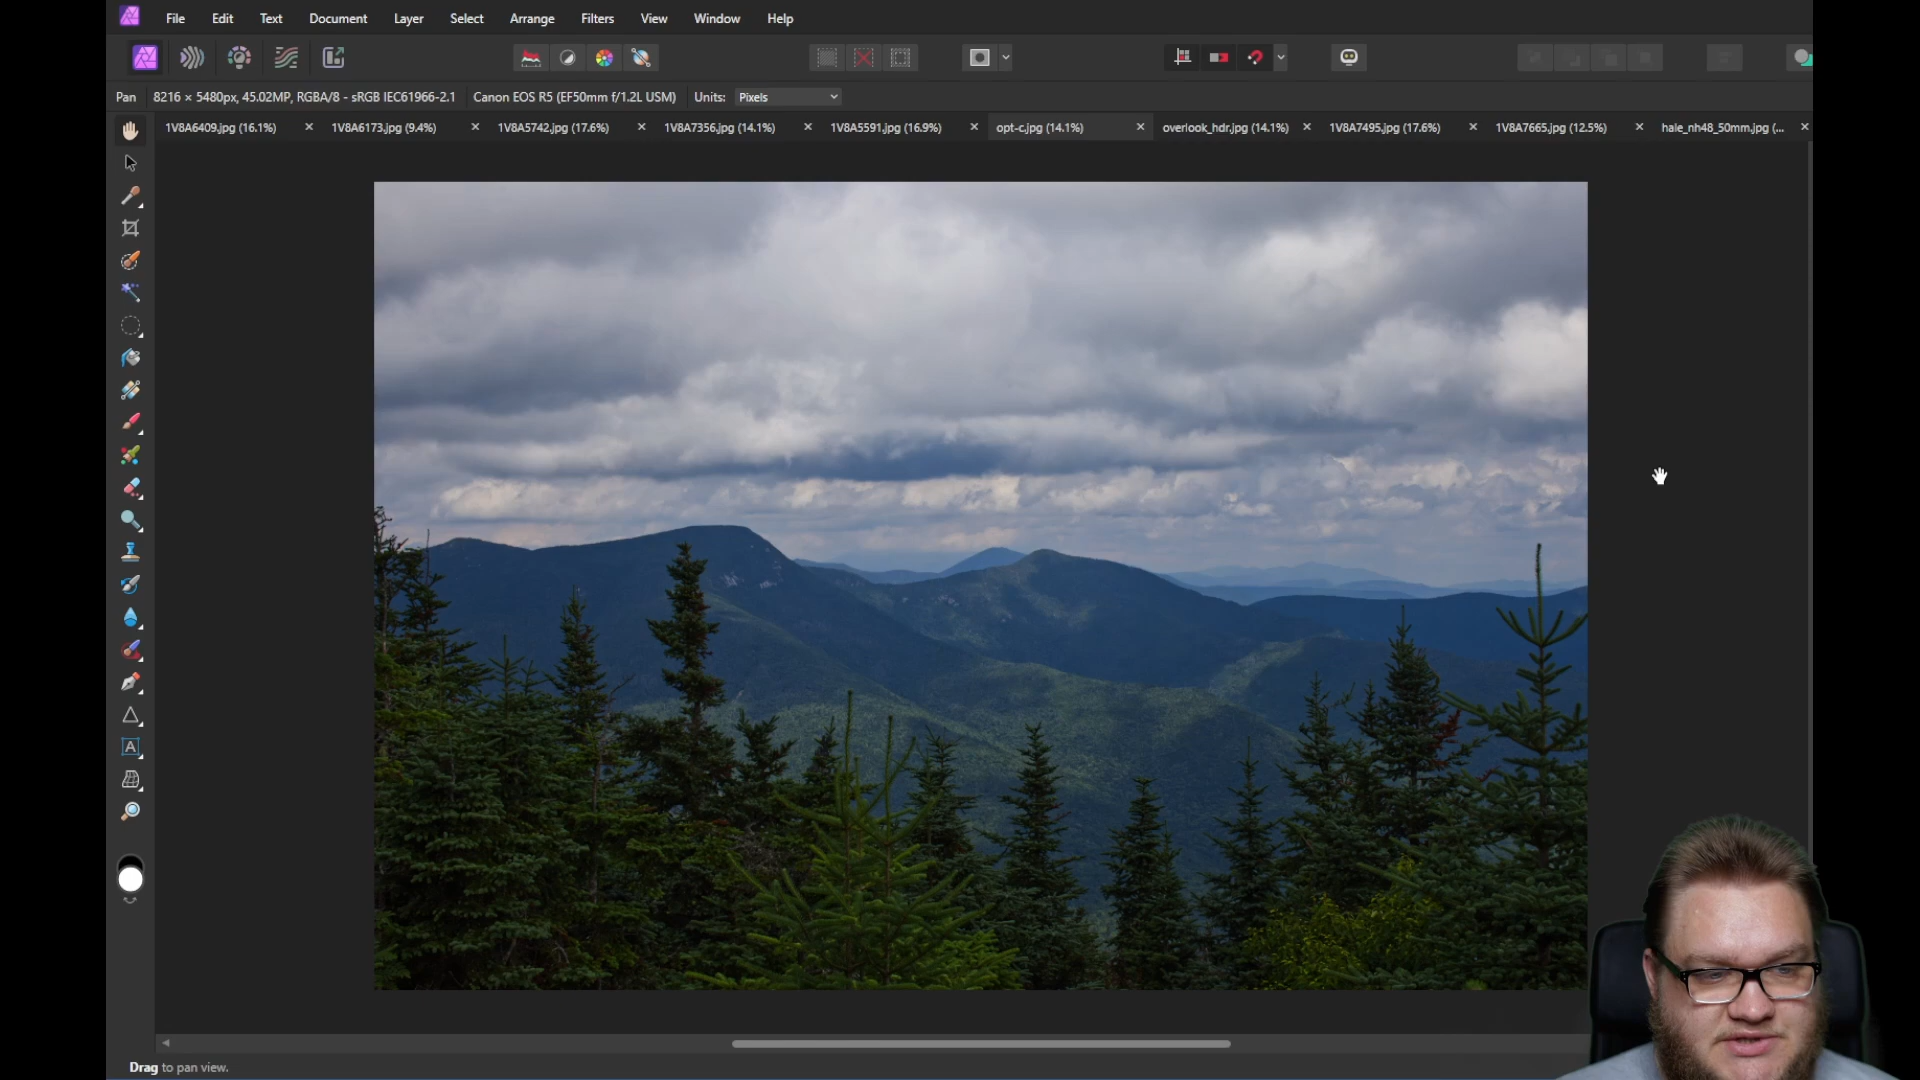 File Edit Text Document Layer Select Arrange Filters View Window Help
Pan 8216 × 5480px, 45.02MP, RGBA/8 - sRGB IEC61966-2.1 Canon EOS R5 (EF50mm f/1.2L USM) Units: Pixels
1V8A6409.jpg (16.1%) 1V8A6173.jpg (9.4%) 1V8A5742.jpg (17.6%) 1V8A7356.jpg (14.1%) 1V8A5591.jpg (16.9%) opt-c.jpg (14.1%) overlook_hdr.jpg (14.1%) 1V8A7495.jpg (17.6%) 1V8A7665.jpg (12.5%) hale_nh48_50mm.jpg (...
A
Drag to pan view.